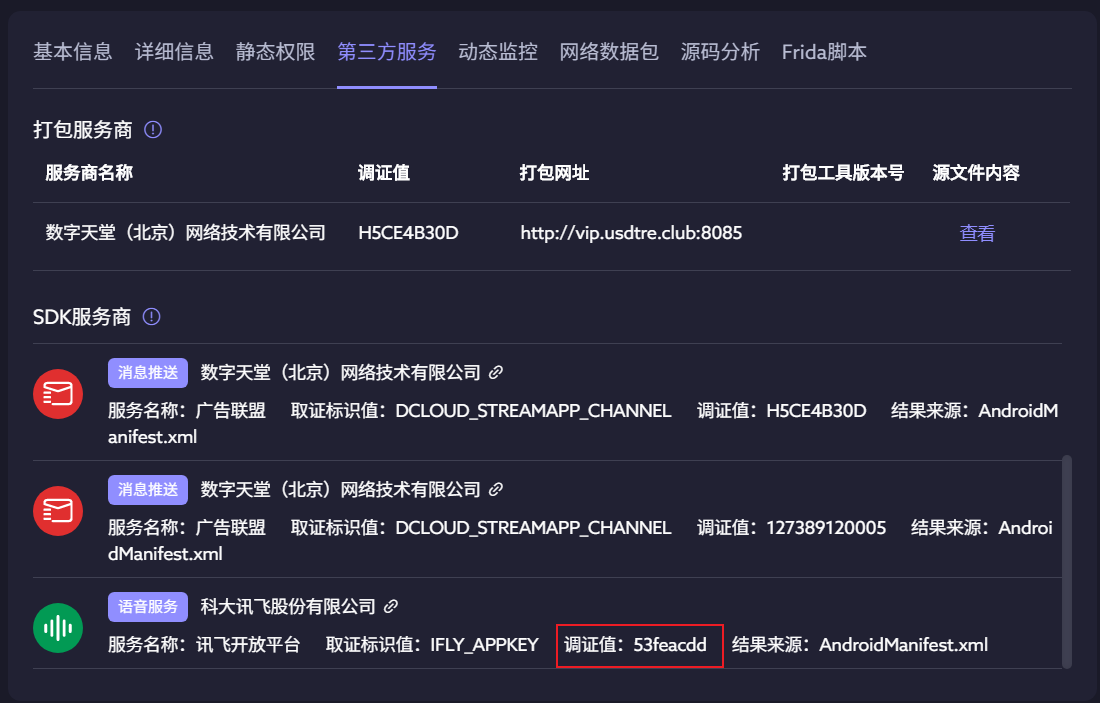 基本信息 详细信息 静态权限 第三方服务 动态监控 网络数据包 源码分析 Frida脚本
打包服务商
服务商名称 调证值 打包网址 打包工具版本号 源文件内容
数字天堂（北京）网络技术有限公司 H5CE4B30D http://vip.usdtre.club:8085 查看
SDK服务商
消息推送 数字天堂（北京）网络技术有限公司
服务名称：广告联盟 取证标识值：DCLOUD_STREAMAPP_CHANNEL 调证值：H5CE4B30D 结果来源：AndroidM
anifest.xml
消息推送 数字天堂（北京）网络技术有限公司
服务名称：广告联盟 取证标识值：DCLOUD_STREAMAPP_CHANNEL 调证值：127389120005 结果来源：Androi
dManifest.xml
语音服务 科大讯飞股份有限公司
服务名称：讯飞开放平台 取证标识值：IFLY_APPKEY 调证值：53feacdd 结果来源：AndroidManifest.xml